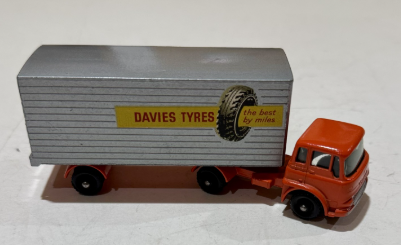 DAVIES TYRES
the best
by miles